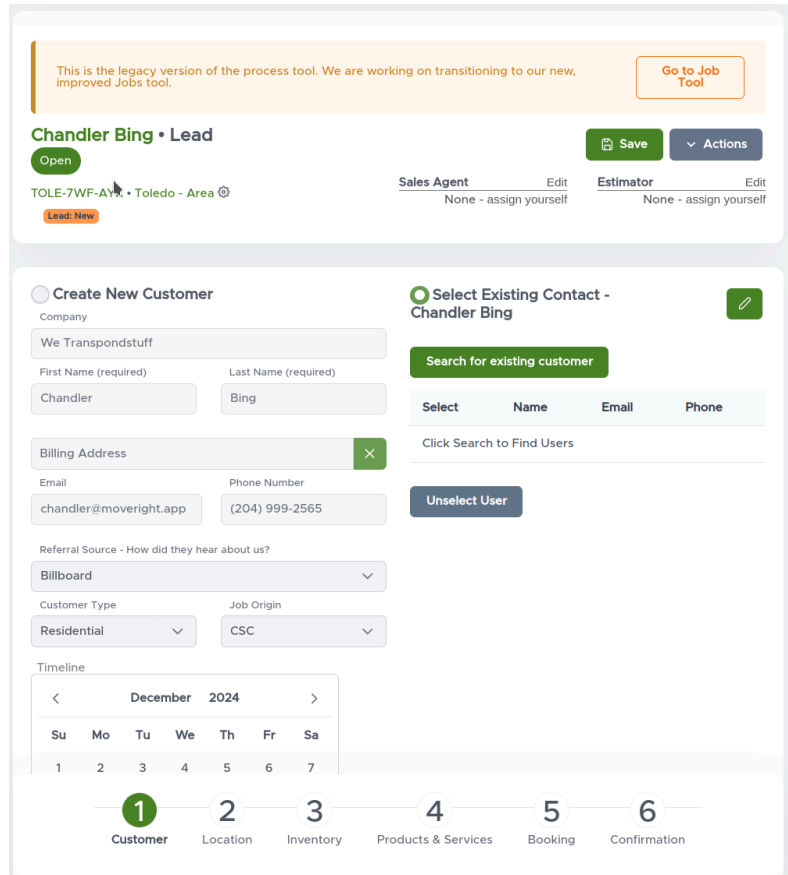 This is the legacy version of the process tool. We are working on transitioning to our new,
improved Jobs tool.
Go to Job
Tool
Chandler Bing • Lead
Open
Save
Actions
TOLE-7WF-AY • Toledo - Area
Lead: New
Sales Agent Edit
None - assign yourself
Estimator Edit
None - assign yourself
Create New Customer
Company
We Transpondstuff
First Name (required) Last Name (required)
Chandler Bing
Billing Address
Email Phone Number
chandler@moveright.app (204) 999-2565
Referral Source - How did they hear about us?
Billboard
Customer Type Job Origin
Residential CSC
Timeline
December 2024
Su Mo Tu We Th Fr Sa
1 2 3 4 5 6 7
Select Existing Contact -
Chandler Bing
Search for existing customer
Select Name Email Phone
Click Search to Find Users
Unselect User
1 2 3 4 5 6
Customer Location Inventory Products & Services Booking Confirmation